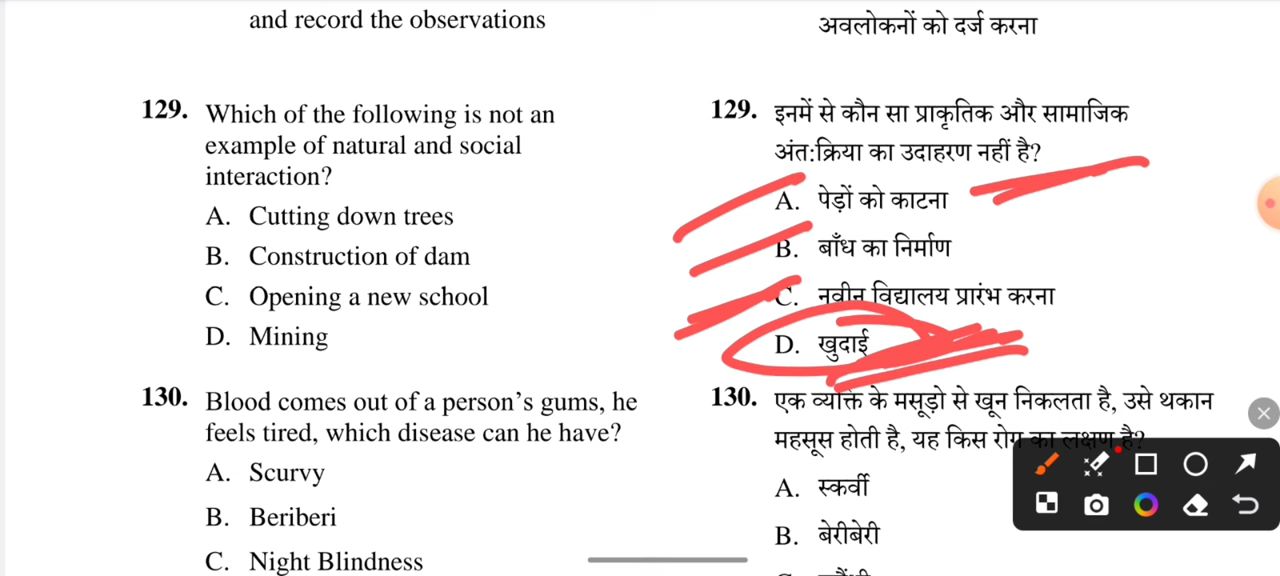 and record the observations
129. Which of the following is not an
example of natural and social
interaction?
A. Cutting down trees
B. Construction of dam
C. Opening a new school
D. Mining
130. Blood comes out of a person's gums, he
feels tired, which disease can he have?
A. Scurvy
B. Beriberi
C. Night Blindness
अवलोकनों को दर्ज करना
129. इनमें से कौन सा प्राकृतिक और सामाजिक
अंत:क्रिया का उदाहरण नहीं है?
A. पेड़ों को काटना
B. बाँध का निर्माण
C. नवीन विद्यालय प्रारंभ करना
D. खुदाई
130. एक व्यक्ति के मसूड़ो से खून निकलता है, उसे थकान
महसूस होती है, यह किस रोग का लक्षण है?
A. स्कर्वी
B. बेरीबेरी